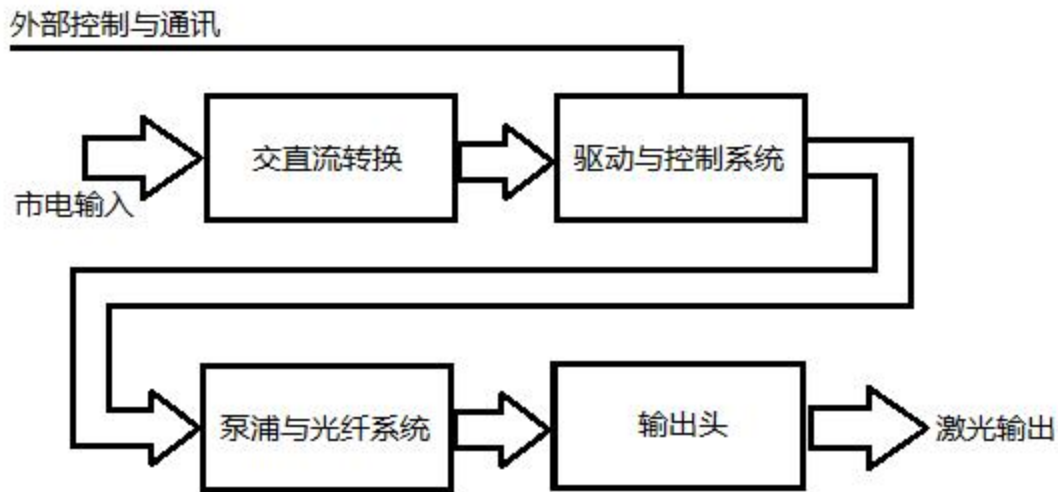 外部控制与通讯
交直流转换
驱动与控制系统
市电输入
泵浦与光纤系统
输出头
激光输出